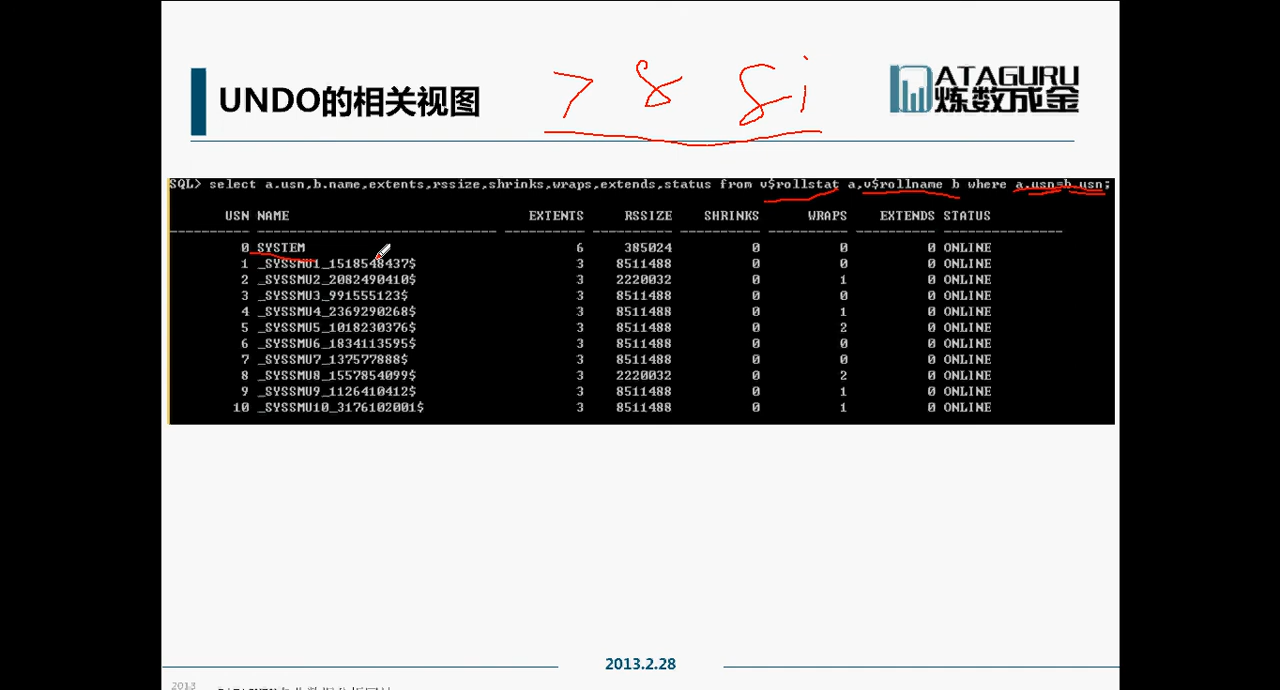 7 8 8i
UNDO的相关视图
ATAGURU
炼数成金
SQL> select a.usn,b.name,extents,rssize,shrinks,wraps,extends,status from v$rollstat a,v$rollname b where a.usn=b.usn;
USN NAME EXTENTS RSSIZE SHRINKS WRAPS EXTENDS STATUS
0 SYSTEM 6 385024 0 0 0 ONLINE
1 _SYSSMU1_1518548437$ 3 8511488 0 0 0 ONLINE
2 _SYSSMU2_2082490410$ 3 2220032 0 1 0 ONLINE
3 _SYSSMU3_991555123$ 3 8511488 0 0 0 ONLINE
4 _SYSSMU4_2369290268$ 3 8511488 0 1 0 ONLINE
5 _SYSSMU5_1018230376$ 3 8511488 0 2 0 ONLINE
6 _SYSSMU6_1834113595$ 3 8511488 0 0 0 ONLINE
7 _SYSSMU7_137577888$ 3 8511488 0 0 0 ONLINE
8 _SYSSMU8_1557854099$ 3 2220032 0 2 0 ONLINE
9 _SYSSMU9_1126410412$ 3 8511488 0 1 0 ONLINE
10 _SYSSMU10_3176102001$ 3 8511488 0 1 0 ONLINE
2013.2.28
2013